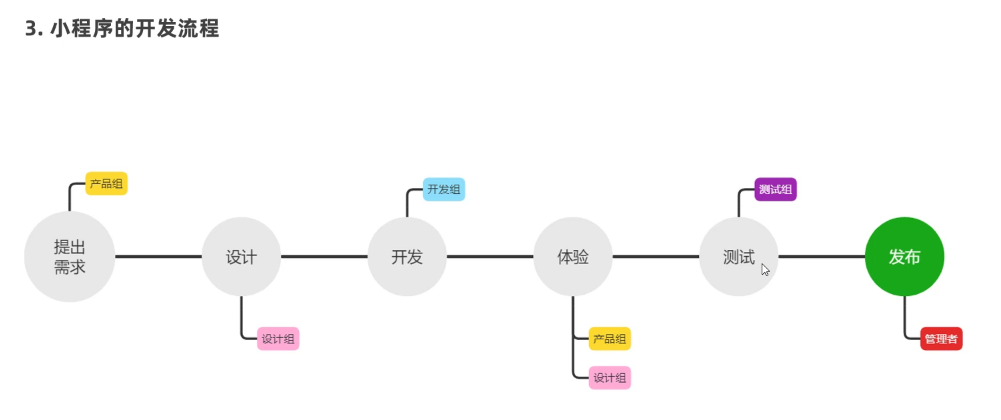 3. 小程序的开发流程
产品组
开发组
测试组
提出
需求
设计
开发
体验
测试
发布
设计组
产品组
管理者
设计组